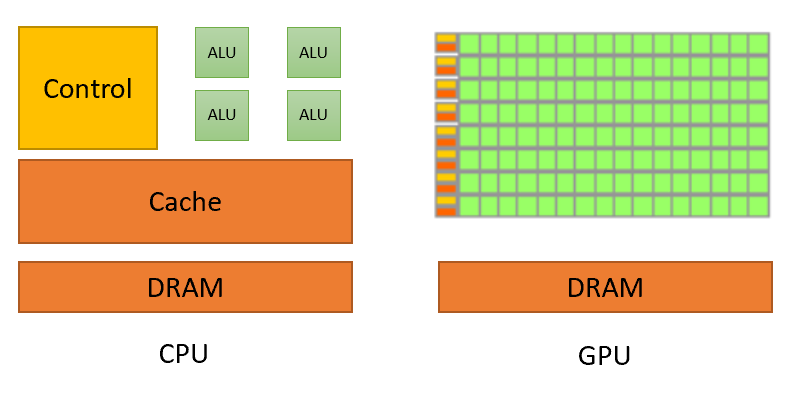 Control
ALU
ALU
ALU
ALU
Cache
DRAM
CPU
DRAM
GPU